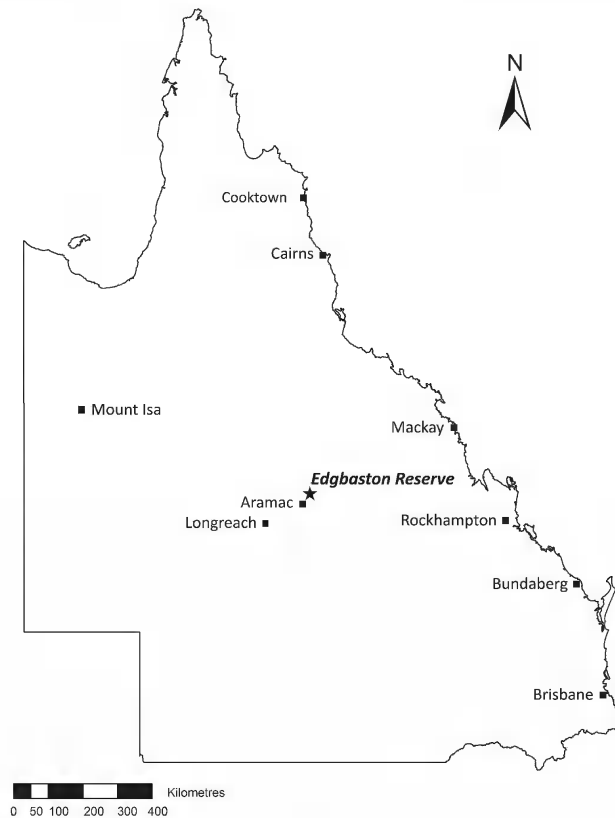 N
Cooktown
Cairns
Mount Isa
Mackay
Edgbaston Reserve
Aramac
Longreach
Rockhampton
Bundaberg
Brisbane
Kilometres
0 50 100 200 300 400